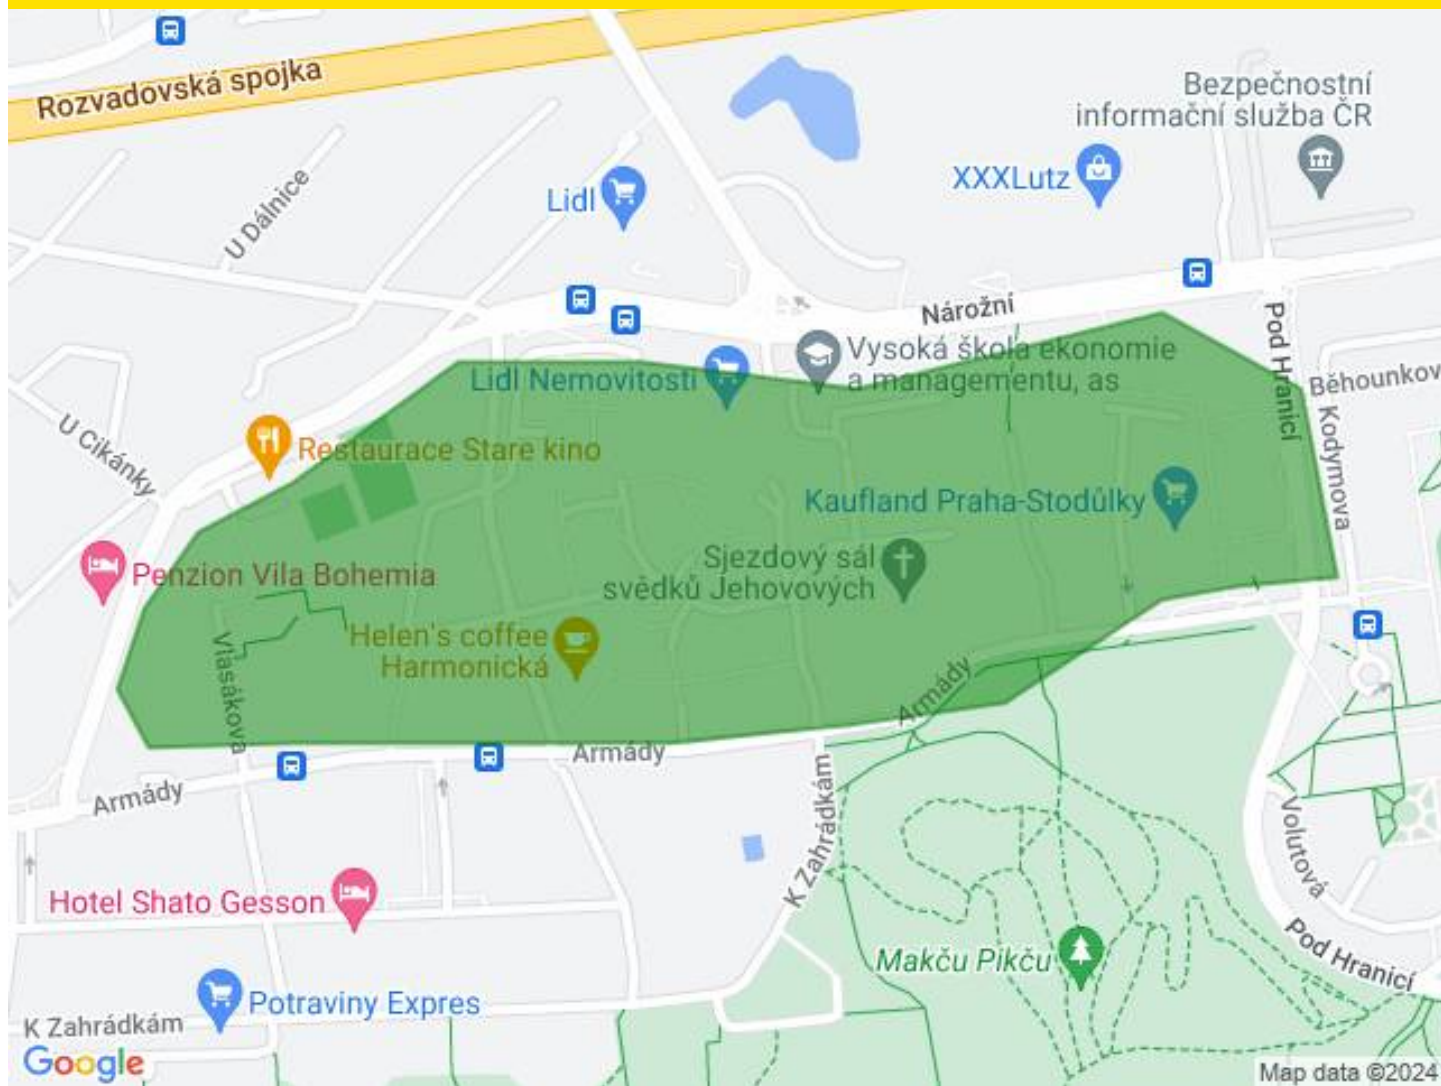 Rozvadovská spojka
Bezpečnostní
informační služba ČR
XXXLutz
Lidl
U Dálnice
Nárožní
Pod Hranicí
Vysoká škola ekonomie
a managementu, as
Lidl Nemovitosti
Běhounkov
Kodymova
U Cikánky
Restaurace Stare kino
Kaufland Praha-Stodůlky
Sjezdový sál
svědků Jehovových
Penzion Vila Bohemia
Helen's coffee
Harmonická
Vlasákova
Armády
Armády
Armády
K Zahrádkám
Volutová
Hotel Shato Gesson
Makču Pikču
Pod Hranicí
Potraviny Expres
K Zahrádkám
Google
Map data ©2024